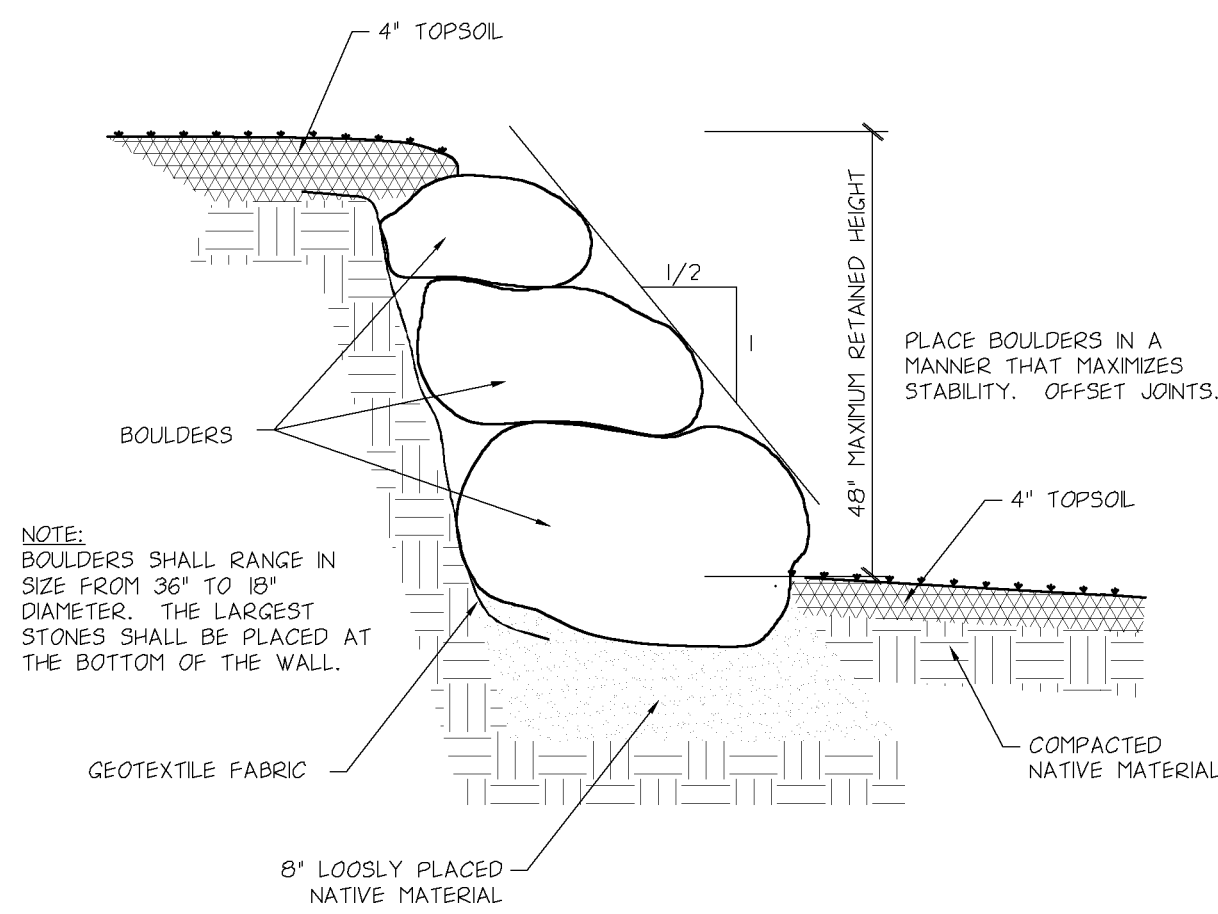 4" TOPSOIL
1/2
1
48" MAXIMUM RETAINED HEIGHT
PLACE BOULDERS IN A
MANNER THAT MAXIMIZES
STABILITY. OFFSET JOINTS.
BOULDERS
4" TOPSOIL
NOTE:
BOULDERS SHALL RANGE IN
SIZE FROM 36" TO 18"
DIAMETER. THE LARGEST
STONES SHALL BE PLACED AT
THE BOTTOM OF THE WALL.
GEOTEXTILE FABRIC
COMPACTED
NATIVE MATERIAL
8" LOOSLY PLACED
NATIVE MATERIAL